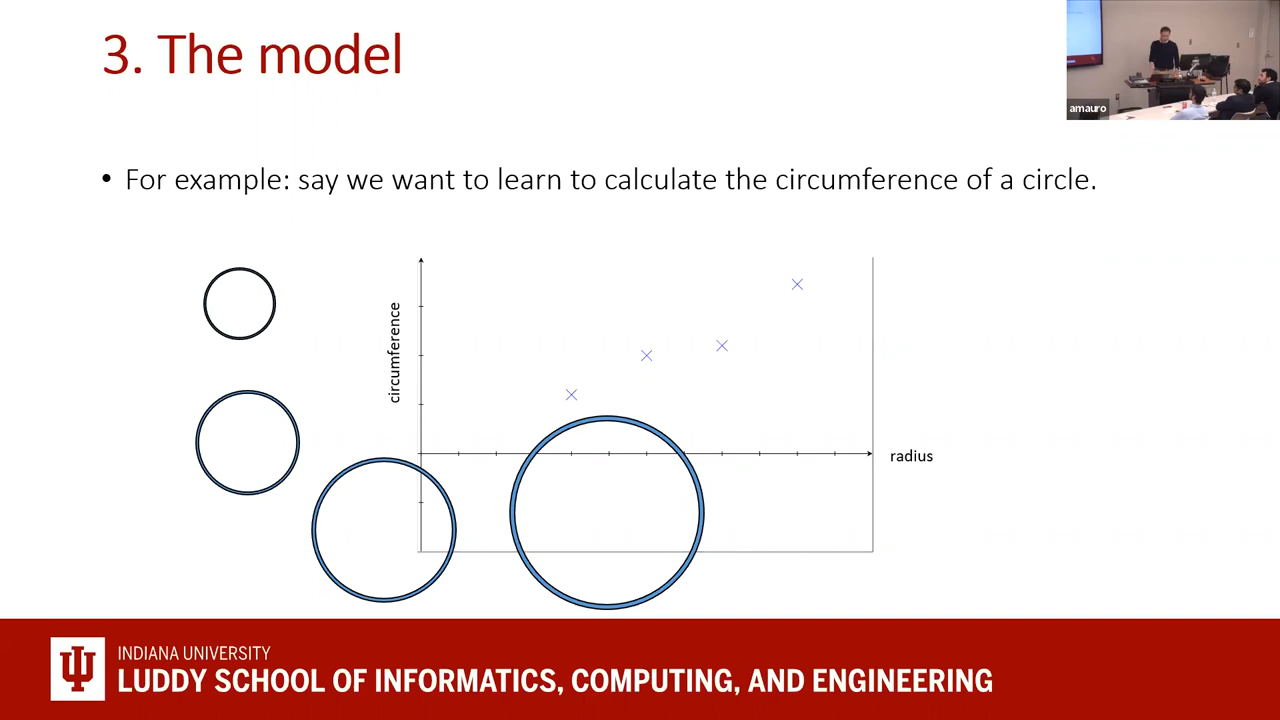 3. The model
amauro
• For example: say we want to learn to calculate the circumference of a circle.
circumference
radius
INDIANA UNIVERSITY
LUDDY SCHOOL OF INFORMATICS, COMPUTING, AND ENGINEERING